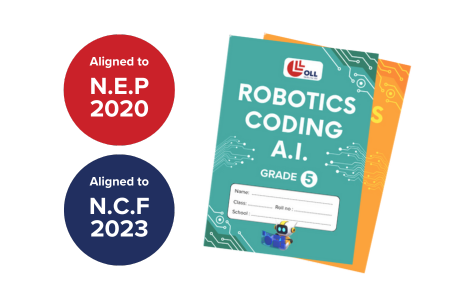 Aligned to
N.E.P
2020
Aligned to
N.C.F
2023
OLL
ROBOTICS
CODING
A.I.
GRADE 5
Name:
Class: Roll no:
School:
S